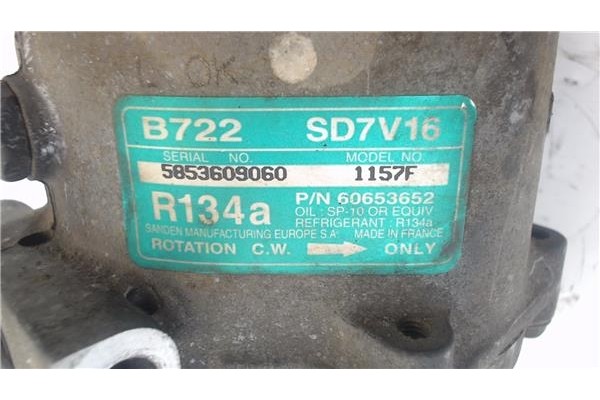 OK
B722 SD7V16
SERIAL NO. MODEL NO.
5853609060 1157F
R134a P/N 60653652
OIL : SP-10 OR EQUIV
REFRIGERANT : R134a
SANDEN MANUFACTURING EUROPE S.A. MADE IN FRANCE
ROTATION C.W. ONLY